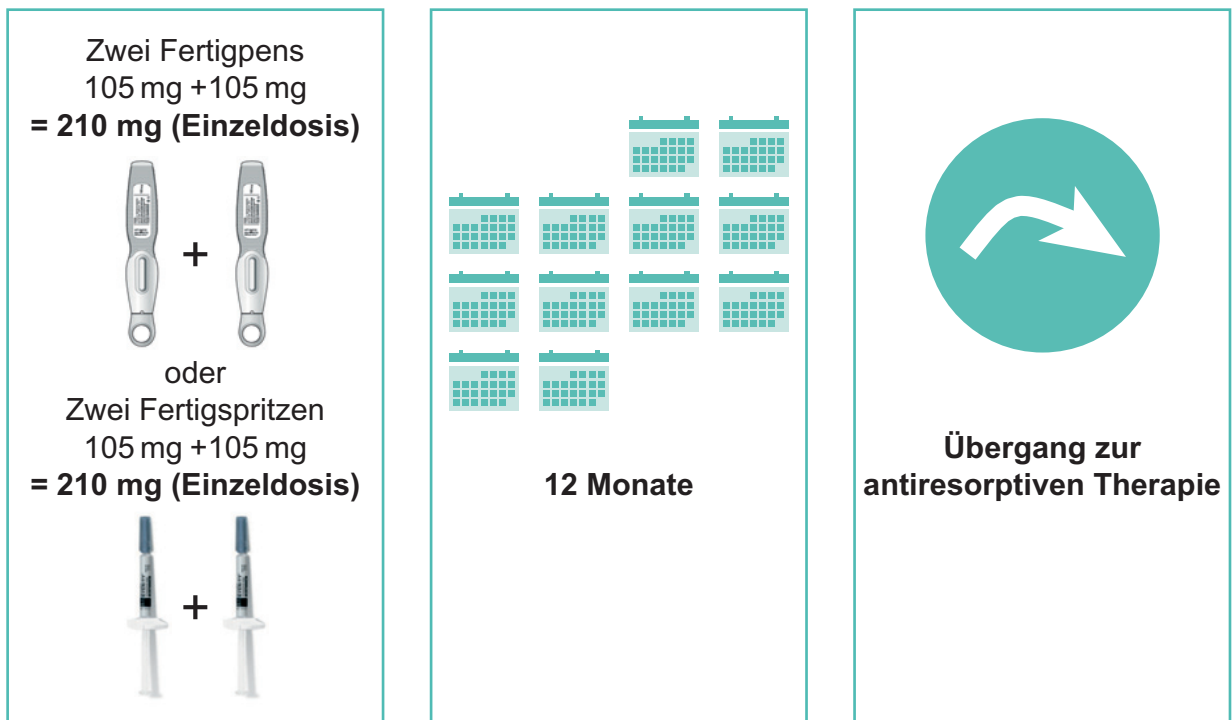 Zwei Fertigpens
105 mg +105 mg
= 210 mg (Einzeldosis)
+
oder
Zwei Fertigspritzen
105 mg +105 mg
= 210 mg (Einzeldosis)
+
12 Monate
Übergang zur
antiresorptiven Therapie